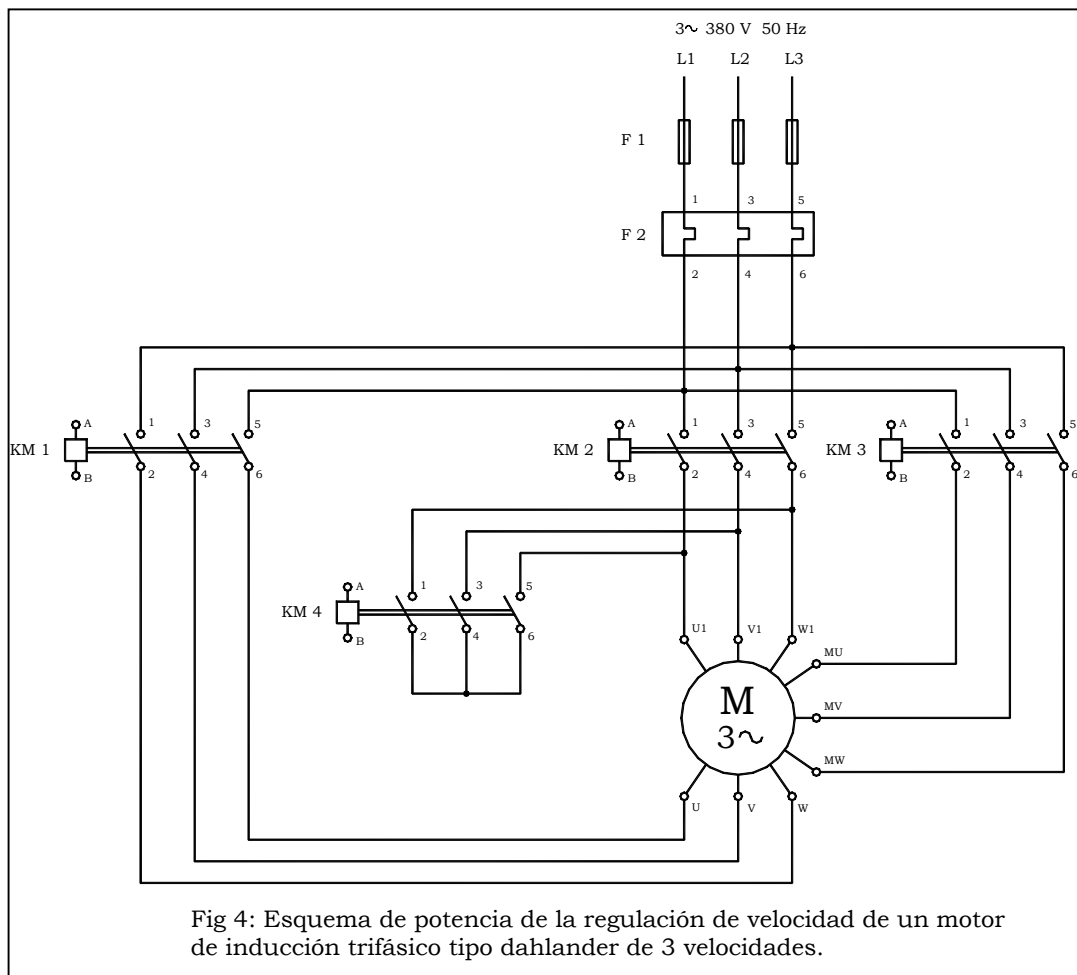 3∿ 380 V 50 Hz
L1 L2 L3
F 1
1 3 5
F 2
2 4 6
A 1 3 5
KM 1
B 2 4 6
A 1 3 5
KM 2
B 2 4 6
A 1 3 5
KM 3
B 2 4 6
A 1 3 5
KM 4
B 2 4 6
U1 V1 W1
MU
M
3∿
MV
MW
U V W
Fig 4: Esquema de potencia de la regulación de velocidad de un motor
de inducción trifásico tipo dahlander de 3 velocidades.